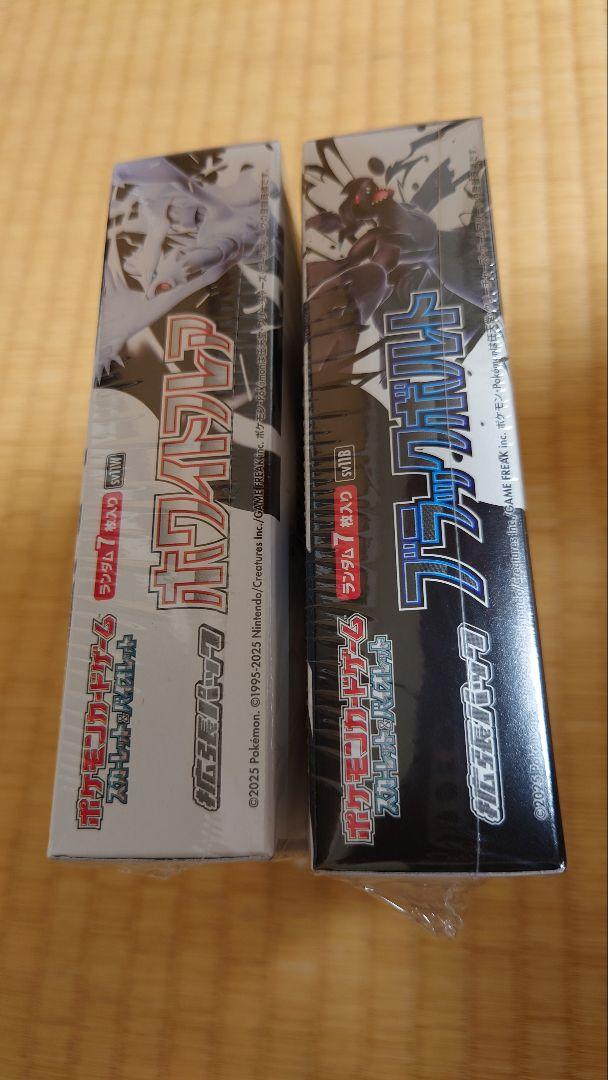 ポケモンカードゲーム
スカーレット&バイオレット
ランダム7枚入り
SV11W
拡張パック
ホワイトフレア
©2025 Pokémon. ©1995-2025 Nintendo/Creatures Inc./GAME FREAK inc.
ポケモンカードゲーム
スカーレット&バイオレット
ランダム7枚入り
SV11B
拡張パック
ブラックボルト
Creatures Inc./GAME FREAK inc.